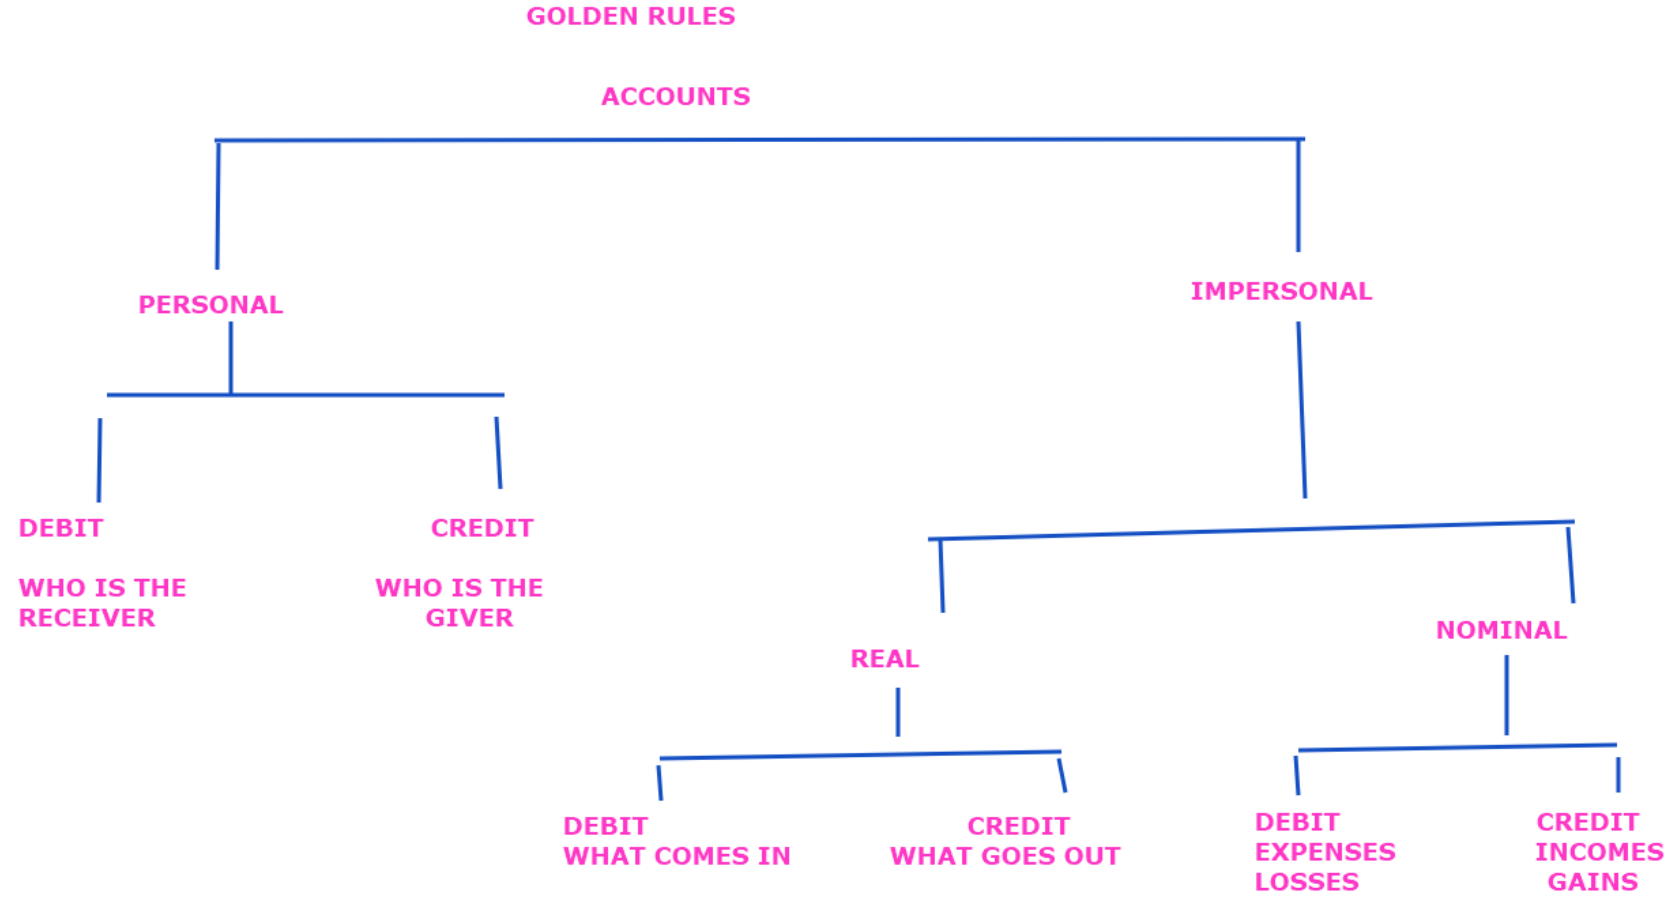 GOLDEN RULES
ACCOUNTS
PERSONAL
IMPERSONAL
DEBIT
WHO IS THE
RECEIVER
CREDIT
WHO IS THE
GIVER
REAL
NOMINAL
DEBIT
WHAT COMES IN
CREDIT
WHAT GOES OUT
DEBIT
EXPENSES
LOSSES
CREDIT
INCOMES
GAINS